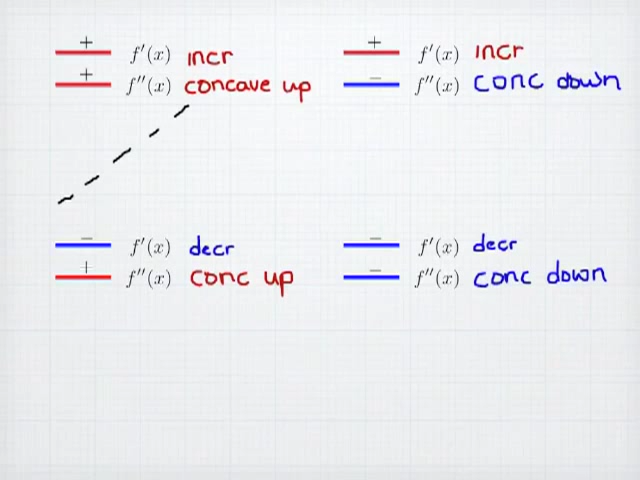 + f′(x) incr
+ f″(x) concave up
+ f′(x) incr
− f″(x) conc down
− f′(x) decr
+ f″(x) conc up
− f′(x) decr
− f″(x) conc down